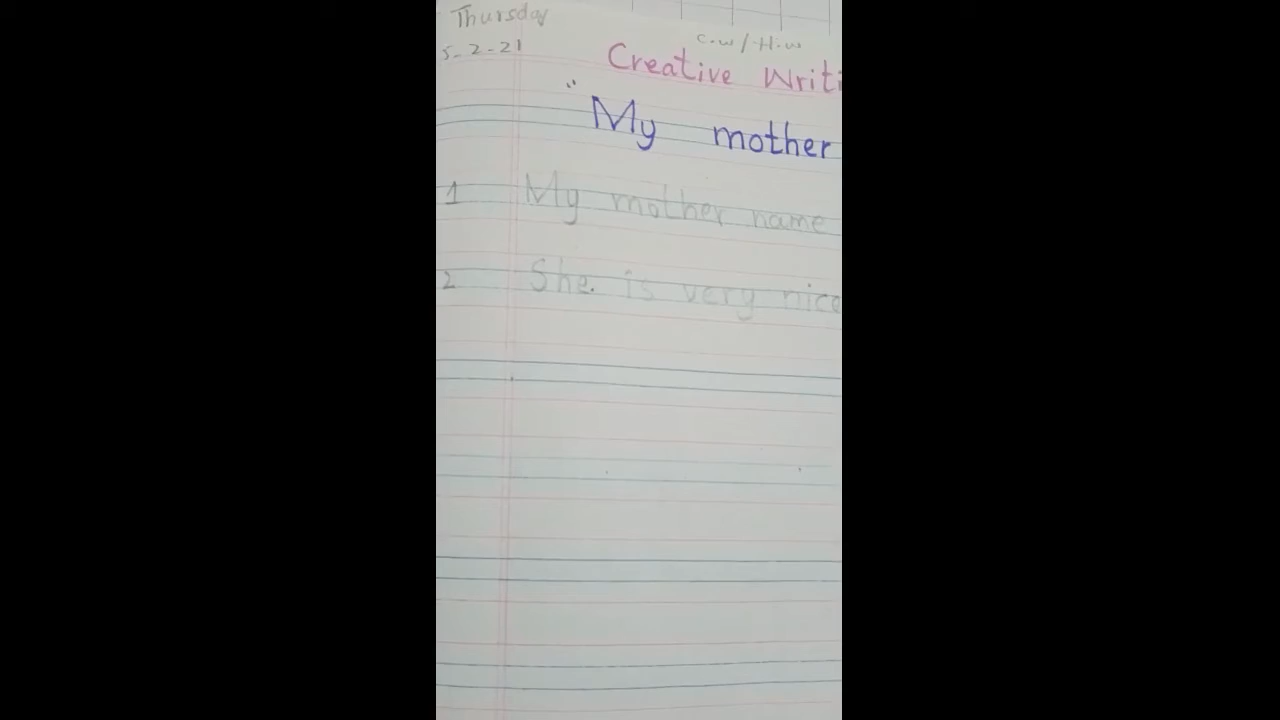 Thursday
5-2-21
C.w/H.w
Creative Writi
"My mother
1 My mother name
2 She. is very nice